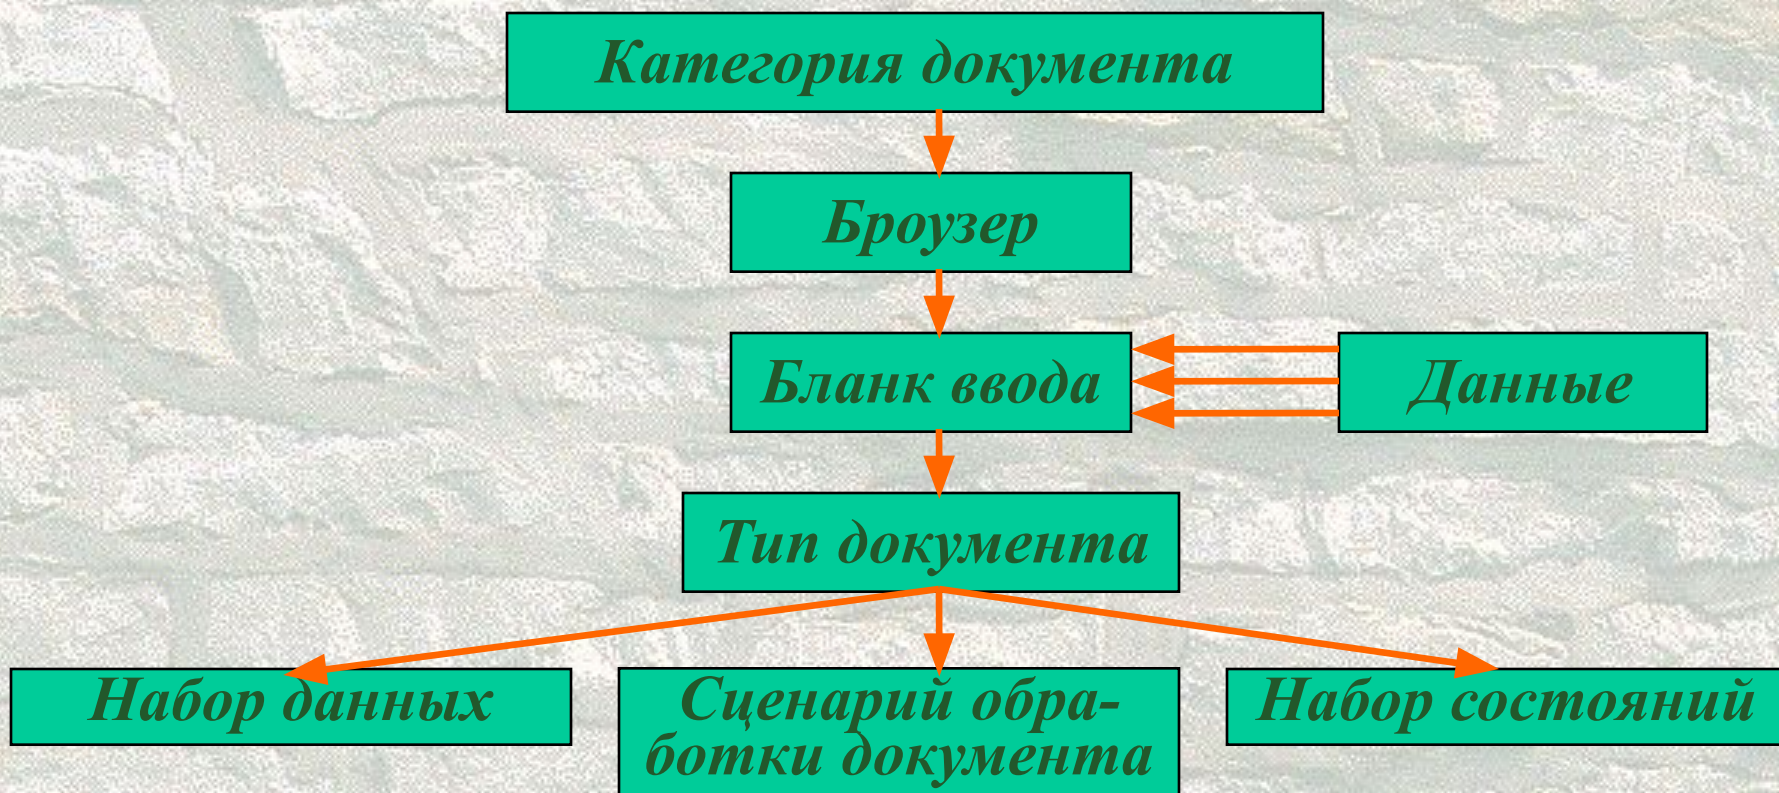 Категория документа
Броузер
Бланк ввода
Данные
Тип документа
Набор данных
Сценарий обра-
ботки документа
Набор состояний